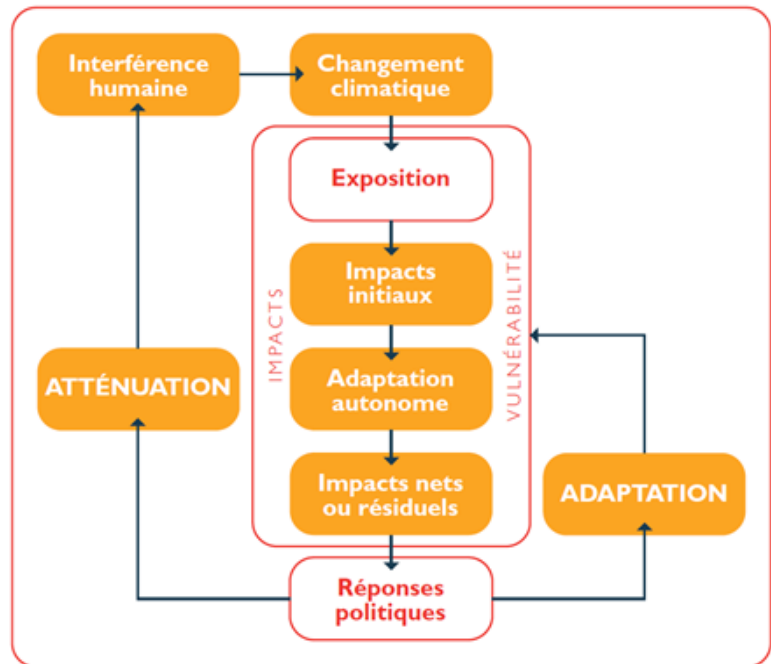 Interférence
humaine
Changement
climatique
Exposition
Impacts
initiaux
IMPACTS
VULNÉRABILITÉ
Adaptation
autonome
ATTÉNUATION
Impacts nets
ou résiduels
ADAPTATION
Réponses
politiques